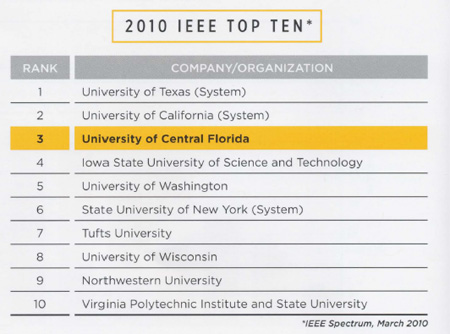 2010 IEEE TOP TEN*
RANK COMPANY/ORGANIZATION
1 University of Texas (System)
2 University of California (System)
3 University of Central Florida
4 Iowa State University of Science and Technology
5 University of Washington
6 State University of New York (System)
7 Tufts University
8 University of Wisconsin
9 Northwestern University
10 Virginia Polytechnic Institute and State University
*IEEE Spectrum, March 2010